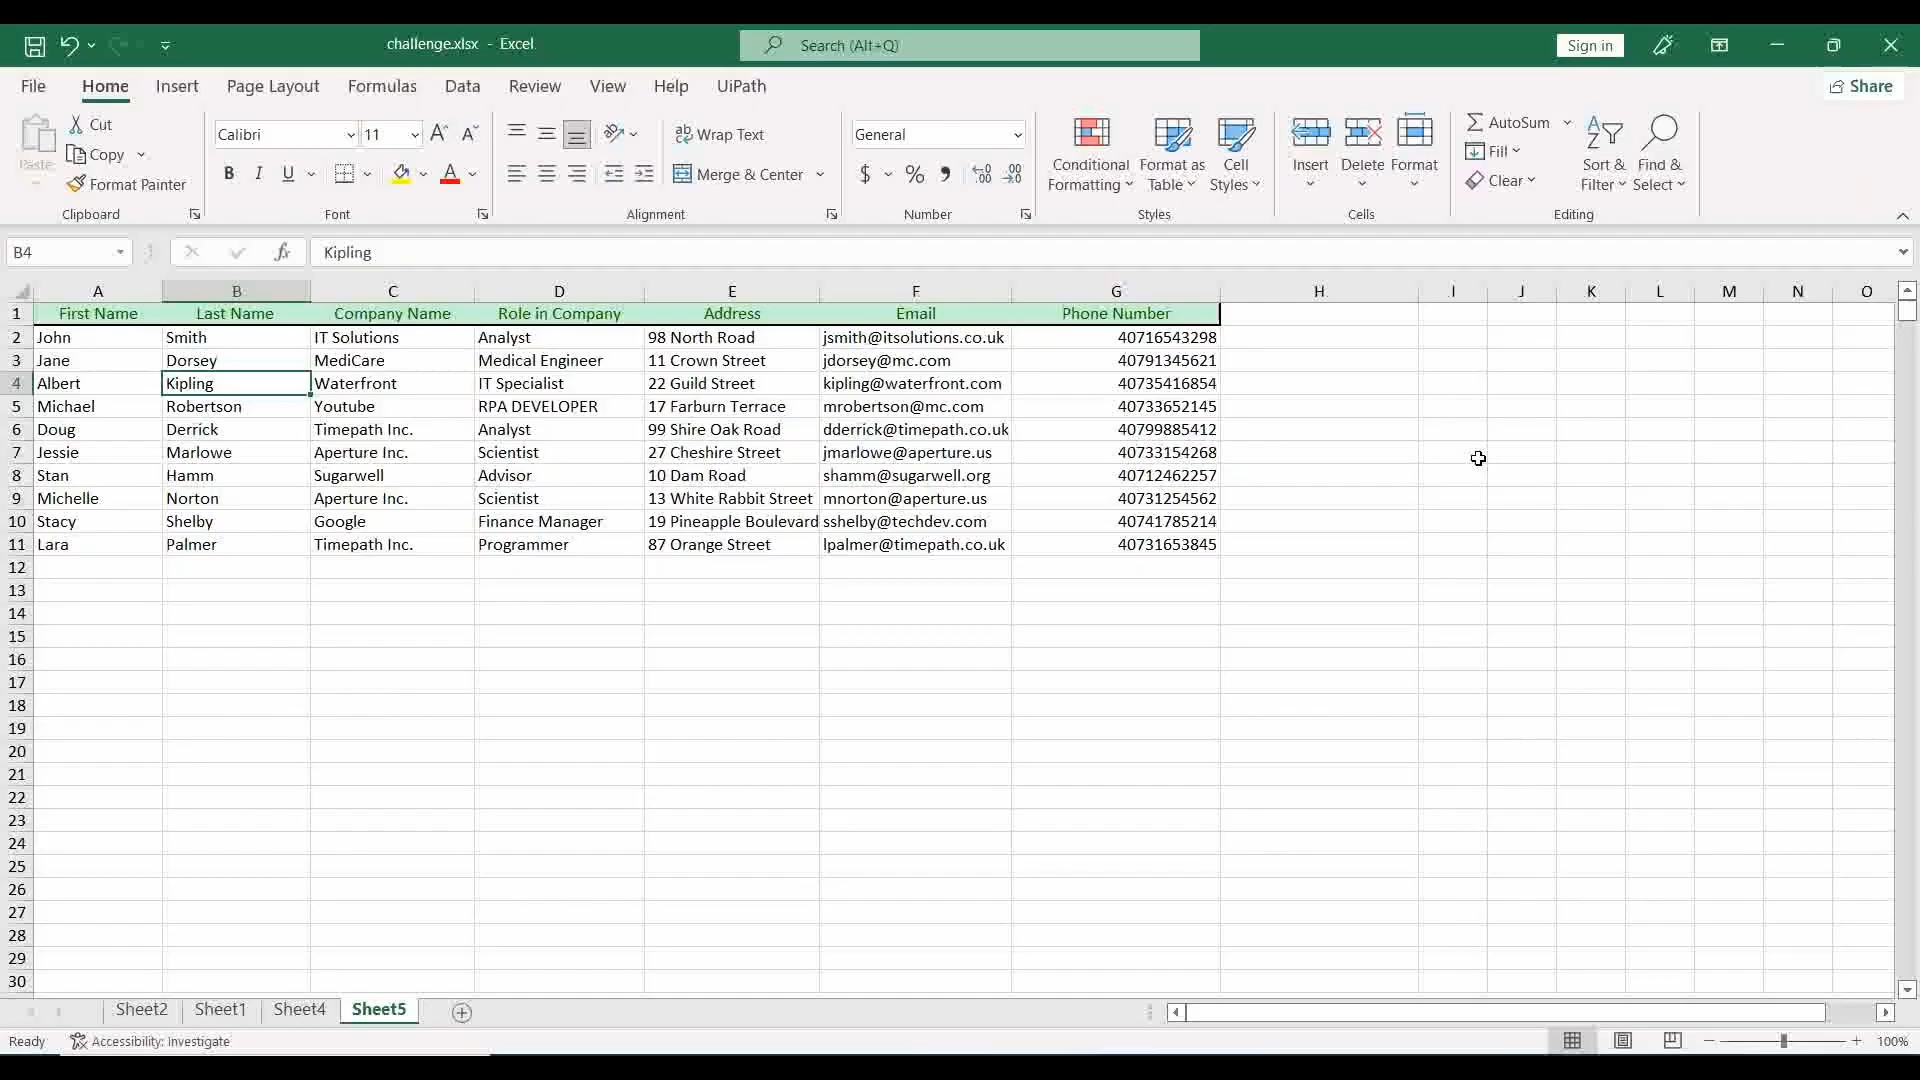 challenge.xlsx - Excel
Search (Alt+Q)
Sign in
File Home Insert Page Layout Formulas Data Review View Help UiPath
Share
Paste
Cut
Copy
Format Painter
Clipboard
Calibri 11
B I U
Font
Wrap Text
Merge & Center
Alignment
General
$ % 
Number
Conditional Formatting
Format as Table
Cell Styles
Styles
Insert
Delete
Format
Cells
AutoSum
Fill
Clear
Sort & Filter
Find & Select
Editing
B4 fx Kipling
A B C D E F G H I J K L M N O
1 First Name Last Name Company Name Role in Company Address Email Phone Number
2 John Smith IT Solutions Analyst 98 North Road jsmith@itsolutions.co.uk 40716543298
3 Jane Dorsey MediCare Medical Engineer 11 Crown Street jdorsey@mc.com 40791345621
4 Albert Kipling Waterfront IT Specialist 22 Guild Street kipling@waterfront.com 40735416854
5 Michael Robertson Youtube RPA DEVELOPER 17 Farburn Terrace mrobertson@mc.com 40733652145
6 Doug Derrick Timepath Inc. Analyst 99 Shire Oak Road dderrick@timepath.co.uk 40799885412
7 Jessie Marlowe Aperture Inc. Scientist 27 Cheshire Street jmarlowe@aperture.us 40733154268
8 Stan Hamm Sugarwell Advisor 10 Dam Road shamm@sugarwell.org 40712462257
9 Michelle Norton Aperture Inc. Scientist 13 White Rabbit Street mnorton@aperture.us 40731254562
10 Stacy Shelby Google Finance Manager 19 Pineapple Boulevard sshelby@techdev.com 40741785214
11 Lara Palmer Timepath Inc. Programmer 87 Orange Street lpalmer@timepath.co.uk 40731653845
12
13
14
15
16
17
18
19
20
21
22
23
24
25
26
27
28
29
30
Sheet2 Sheet1 Sheet4 Sheet5
Ready Accessibility: Investigate 100%